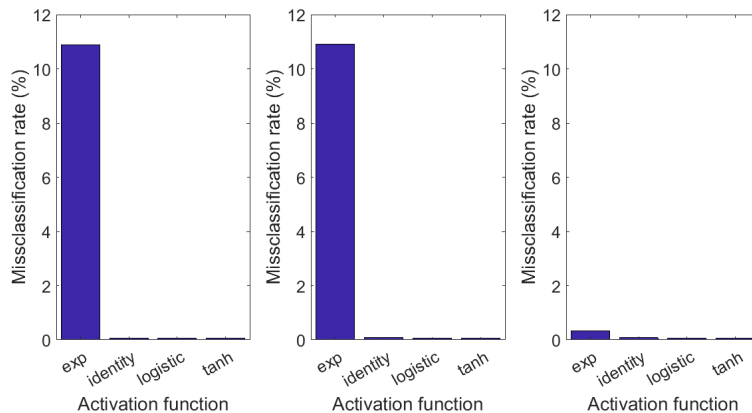 Missclassification rate (%)
12
10
8
6
4
2
0
exp
identity
logistic
tanh
Activation function
Missclassification rate (%)
12
10
8
6
4
2
0
exp
identity
logistic
tanh
Activation function
Missclassification rate (%)
12
10
8
6
4
2
0
exp
identity
logistic
tanh
Activation function